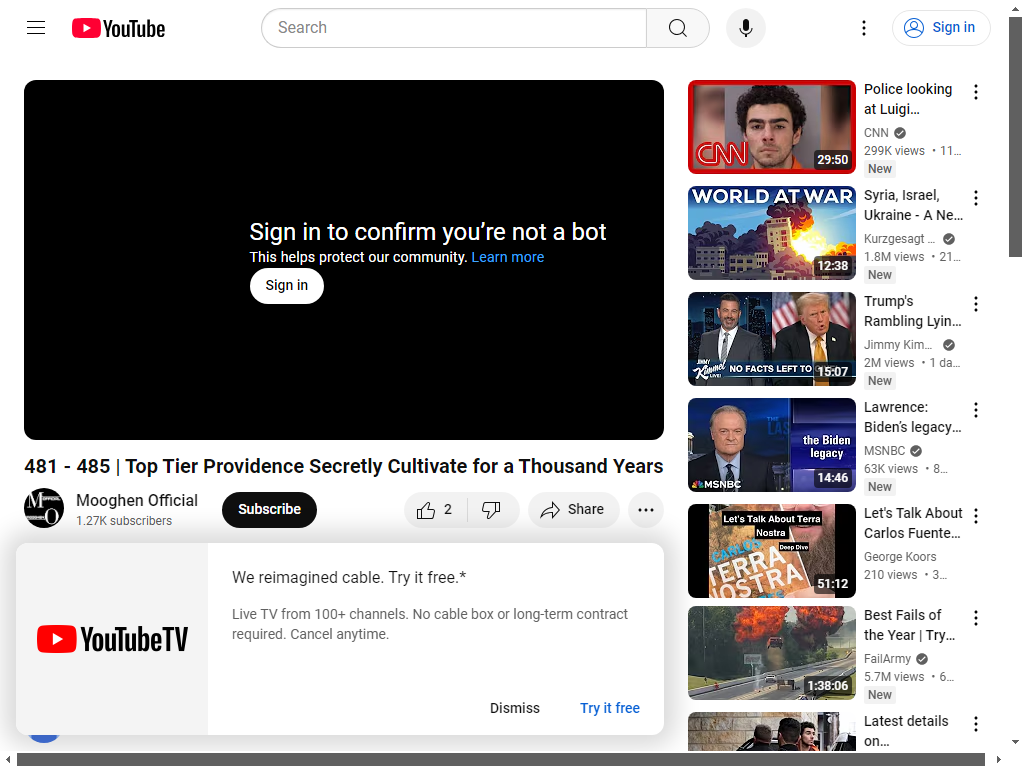 YouTube
Search
Sign in
Sign in to confirm you’re not a bot
This helps protect our community. Learn more
Sign in
481 - 485 | Top Tier Providence Secretly Cultivate for a Thousand Years
Mooghen Official
1.27K subscribers
Subscribe
2
Share
We reimagined cable. Try it free.*
Live TV from 100+ channels. No cable box or long-term contract
required. Cancel anytime.
YouTubeTV
Dismiss
Try it free
CNN
29:50
Police looking
at Luigi...
CNN
299K views • 11...
New
WORLD AT WAR
12:38
Syria, Israel,
Ukraine - A Ne...
Kurzgesagt ...
1.8M views • 21...
New
JIMMY
Kimmel
LIVE!
NO FACTS LEFT TO
15:07
Trump's
Rambling Lyin...
Jimmy Kim...
2M views • 1 da...
New
the Biden
legacy
MSNBC
14:46
Lawrence:
Biden’s legacy...
MSNBC
63K views • 8...
New
Let's Talk About Terra
Nostra
Deep Dive
CARLOS
TERRA
NOSTRA
51:12
Let's Talk About
Carlos Fuente...
George Koors
210 views • 3...
1:38:06
Best Fails of
the Year | Try...
FailArmy
5.7M views • 6...
New
Latest details
on...